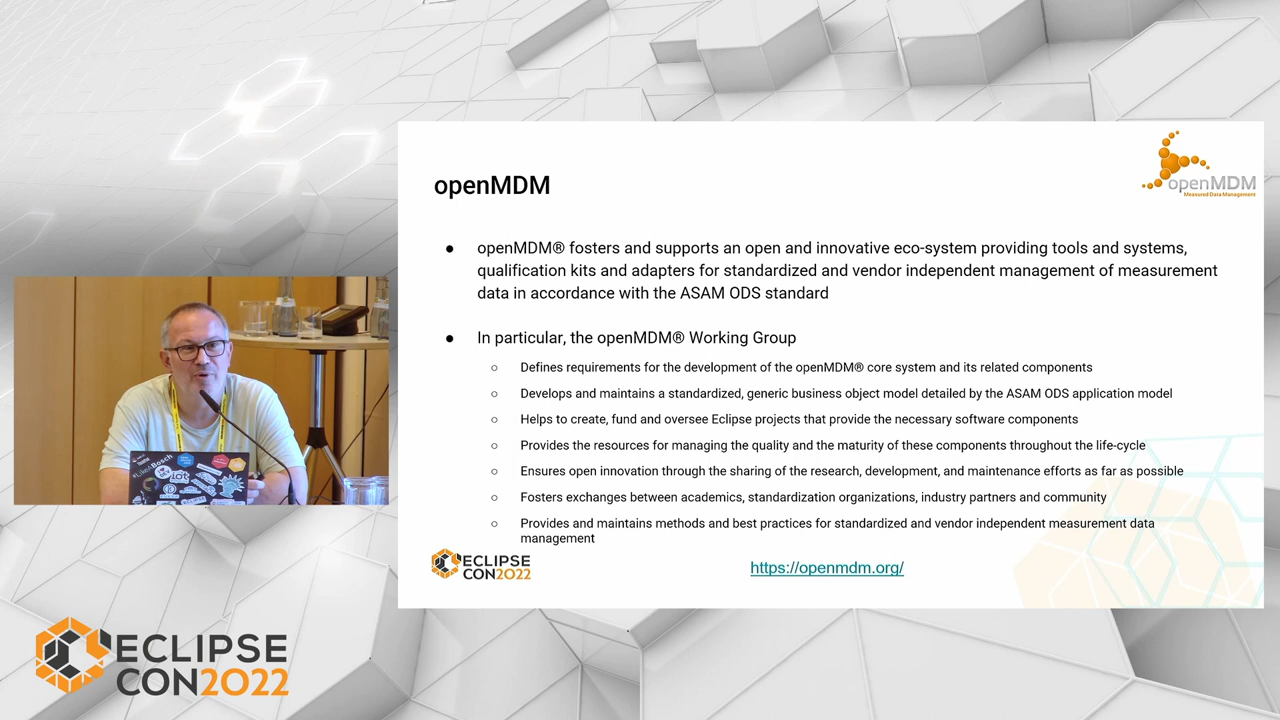 openMDM
openMDM
Measured Data Management
● openMDM® fosters and supports an open and innovative eco-system providing tools and systems,
qualification kits and adapters for standardized and vendor independent management of measurement
data in accordance with the ASAM ODS standard
● In particular, the openMDM® Working Group
○ Defines requirements for the development of the openMDM® core system and its related components
○ Develops and maintains a standardized, generic business object model detailed by the ASAM ODS application model
○ Helps to create, fund and oversee Eclipse projects that provide the necessary software components
○ Provides the resources for managing the quality and the maturity of these components throughout the life-cycle
○ Ensures open innovation through the sharing of the research, development, and maintenance efforts as far as possible
○ Fosters exchanges between academics, standardization organizations, industry partners and community
○ Provides and maintains methods and best practices for standardized and vendor independent measurement data
management
ECLIPSE
CON2022
https://openmdm.org/
#LikeABosch
IOT
ECLIPSE
CON2022